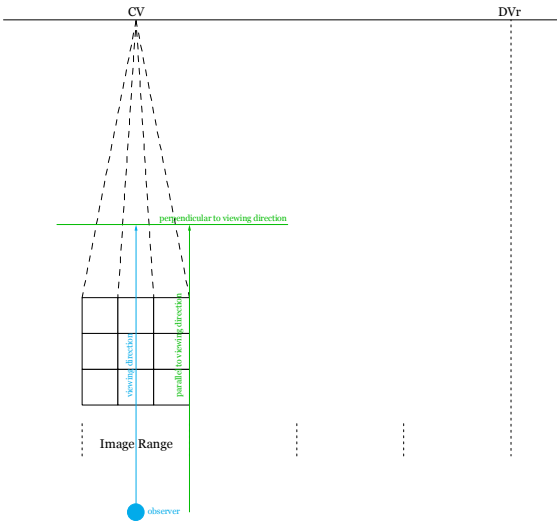 CV
DVr
perpendicular to viewing direction
viewing direction
parallel to viewing direction
Image Range
observer